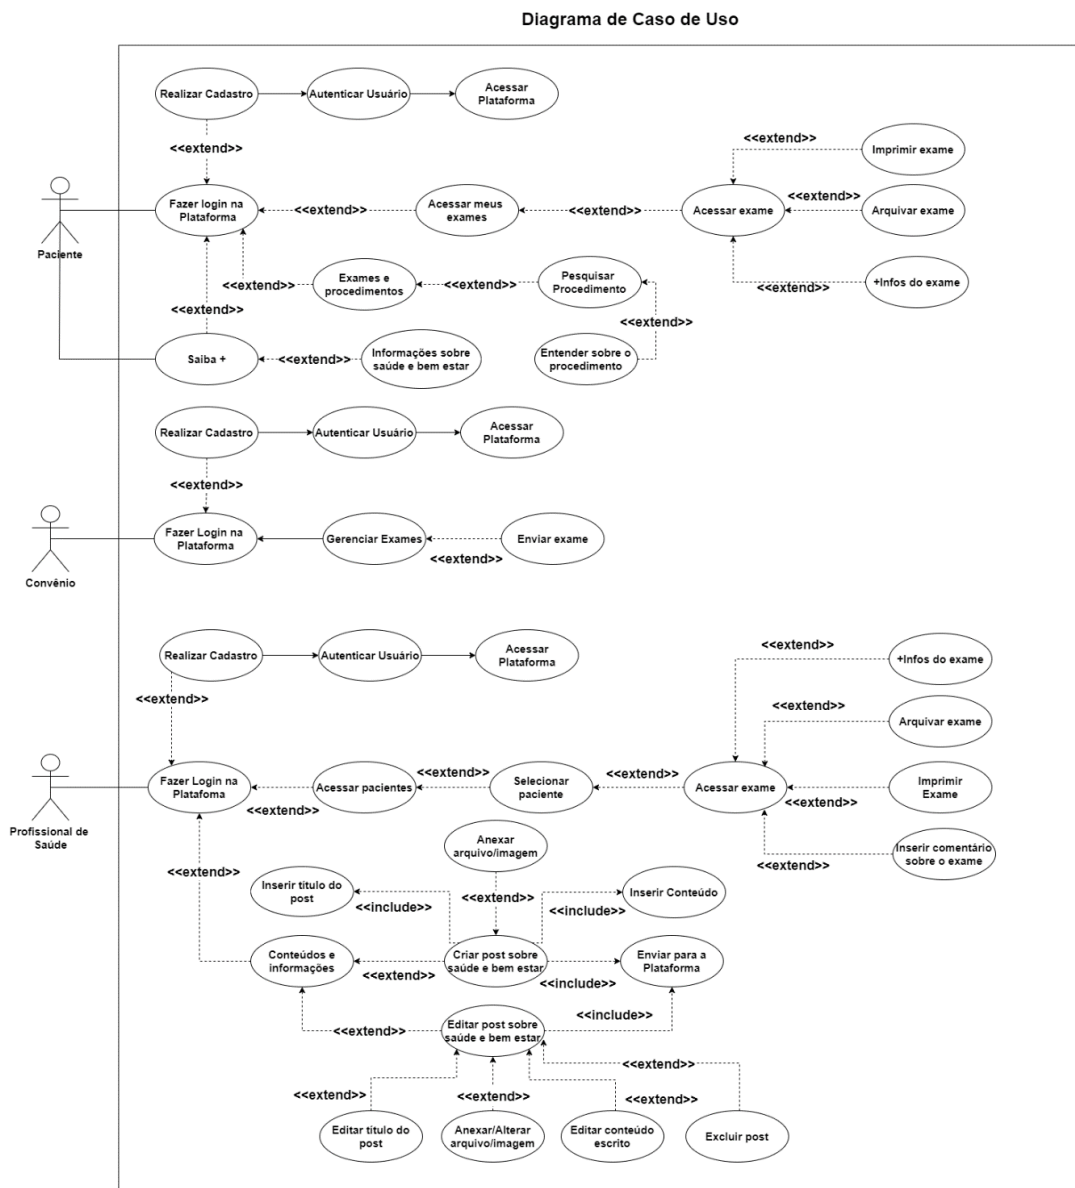 Diagrama de Caso de Uso
Realizar Cadastro
Autenticar Usuário
Acessar
Plataforma
<<extend>>
<<extend>>
Imprimir exame
Fazer login na
Plataforma
<<extend>>
Acessar meus
exames
<<extend>>
Acessar exame
<<extend>>
Arquivar exame
Paciente
Exames e
procedimentos
<<extend>>
Pesquisar
Procedimento
<<extend>>
+Infos do exame
<<extend>>
<<extend>>
<<extend>>
Saiba +
<<extend>>
Informações sobre
saúde e bem estar
Entender sobre o
procedimento
Realizar Cadastro
Autenticar Usuário
Acessar
Plataforma
<<extend>>
Fazer Login na
Plataforma
Gerenciar Exames
<<extend>>
Enviar exame
Convênio
Realizar Cadastro
Autenticar Usuário
Acessar
Plataforma
<<extend>>
+Infos do exame
<<extend>>
<<extend>>
Arquivar exame
Fazer Login na
Platafoma
<<extend>>
Acessar pacientes
<<extend>>
Selecionar
paciente
<<extend>>
Acessar exame
<<extend>>
Imprimir
Exame
Profissional de
Saúde
Anexar
arquivo/imagem
<<extend>>
Inserir comentário
sobre o exame
<<extend>>
Inserir título do
post
<<include>>
<<extend>>
<<include>>
Inserir Conteúdo
Conteúdos e
informações
<<extend>>
Criar post sobre
saúde e bem estar
<<include>>
Enviar para a
Plataforma
<<include>>
<<extend>>
Editar post sobre
saúde e bem estar
<<extend>>
<<extend>>
<<extend>>
<<extend>>
Editar título do
post
Anexar/Alterar
arquivo/imagem
Editar conteúdo
escrito
Excluir post